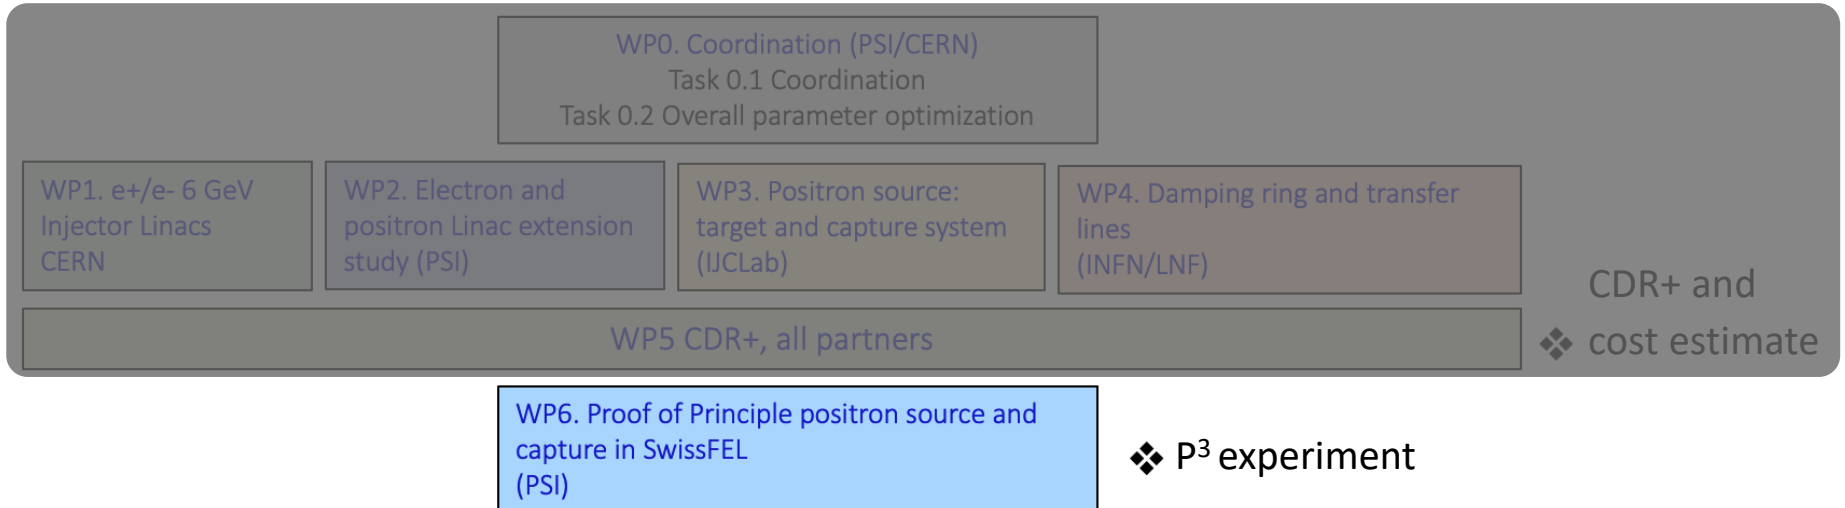 WP0. Coordination (PSI/CERN)
Task 0.1 Coordination
Task 0.2 Overall parameter optimization
WP1. e+/e- 6 GeV
Injector Linacs
CERN
WP2. Electron and
positron Linac extension
study (PSI)
WP3. Positron source:
target and capture system
(IJCLab)
WP4. Damping ring and transfer
lines
(INFN/LNF)
WP5 CDR+, all partners
CDR+ and
❖ cost estimate
WP6. Proof of Principle positron source and
capture in SwissFEL
(PSI)
❖ P³ experiment